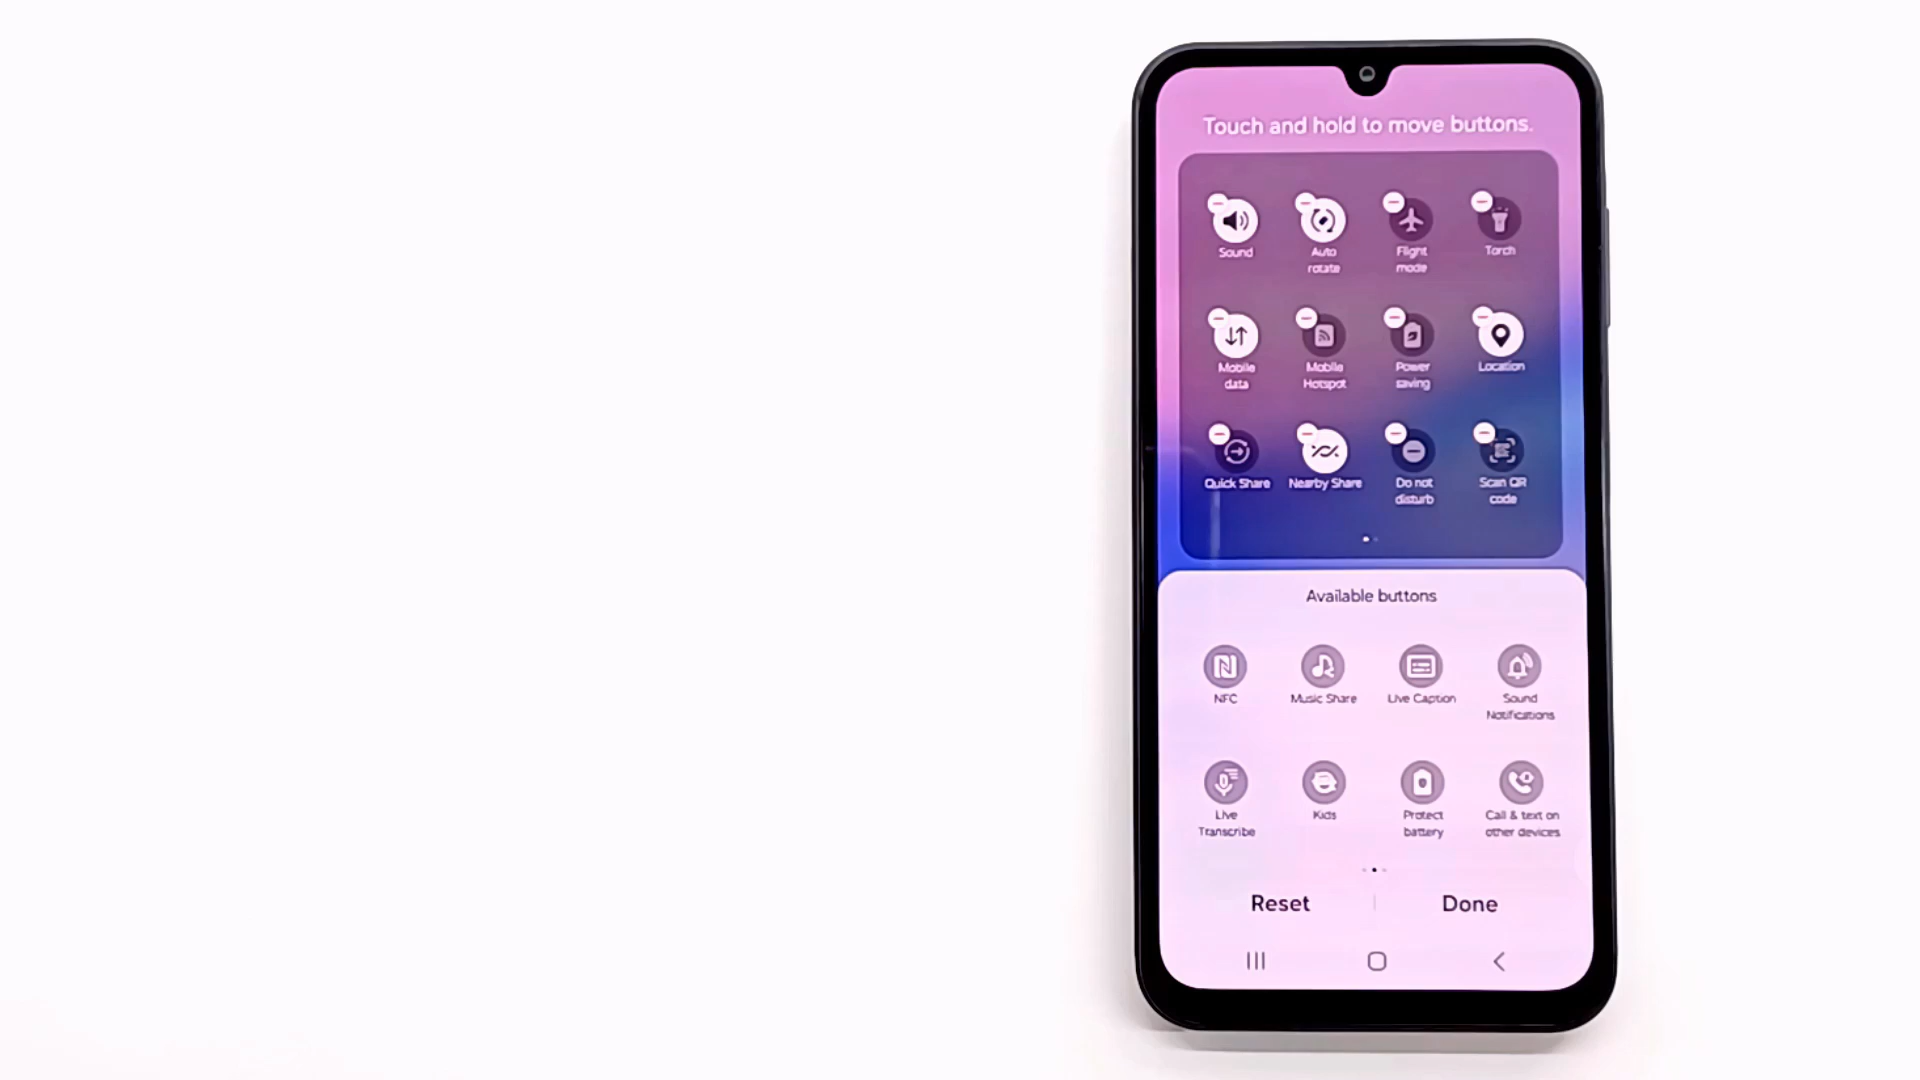 Touch and hold to move buttons.
Sound
Auto
rotate
Flight
mode
Torch
Mobile
data
Mobile
Hotspot
Power
saving
Location
Quick Share
Nearby Share
Do not
disturb
Scan QR
code
Available buttons
NFC
Music Share
Live Caption
Sound
Notifications
Live
Transcribe
Kids
Protect
battery
Call & text on
other devices
Reset
Done